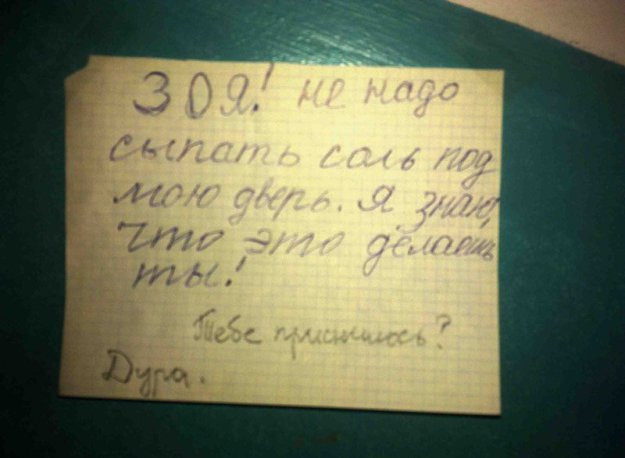 ЗОЯ! не надо
сыпать соль под
мою дверь. Я знаю,
что это делаешь
ты!
Тебе приснилось?
Дура.